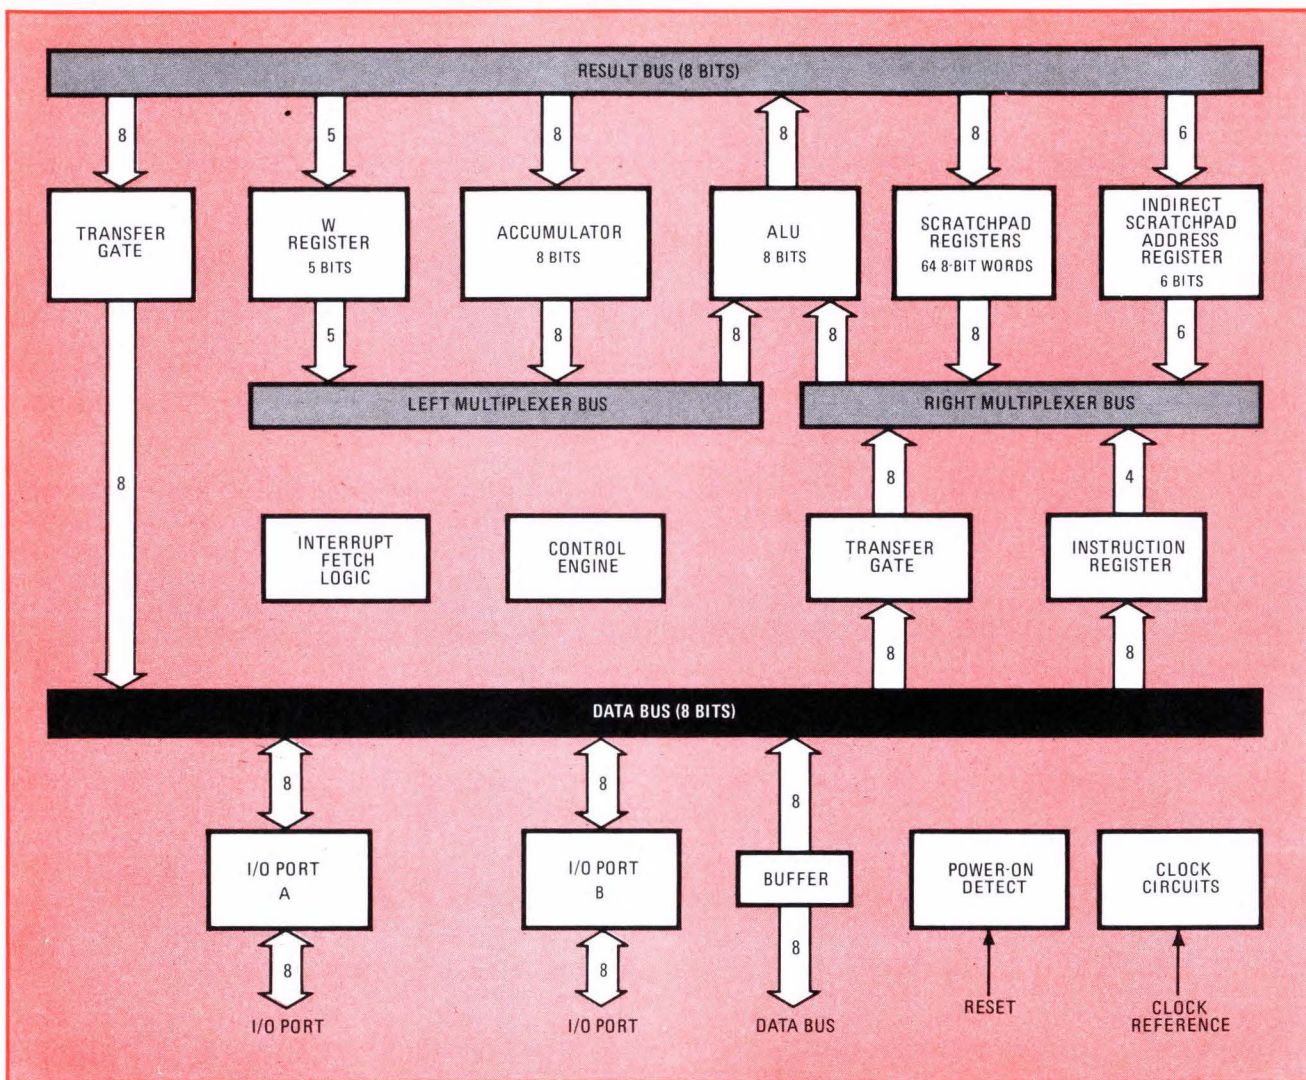 RESULT BUS (8 BITS)
8
5
8
8
8
6
TRANSFER
GATE
W
REGISTER
5 BITS
ACCUMULATOR
8 BITS
ALU
8 BITS
SCRATCHPAD
REGISTERS
64 8-BIT WORDS
INDIRECT
SCRATCHPAD
ADDRESS
REGISTER
6 BITS
5
8
8
8
8
6
LEFT MULTIPLEXER BUS
RIGHT MULTIPLEXER BUS
8
8
4
INTERRUPT
FETCH
LOGIC
CONTROL
ENGINE
TRANSFER
GATE
INSTRUCTION
REGISTER
8
8
DATA BUS (8 BITS)
8
8
8
I/O PORT
A
I/O PORT
B
BUFFER
POWER-ON
DETECT
CLOCK
CIRCUITS
8
8
8
I/O PORT
I/O PORT
DATA BUS
RESET
CLOCK
REFERENCE